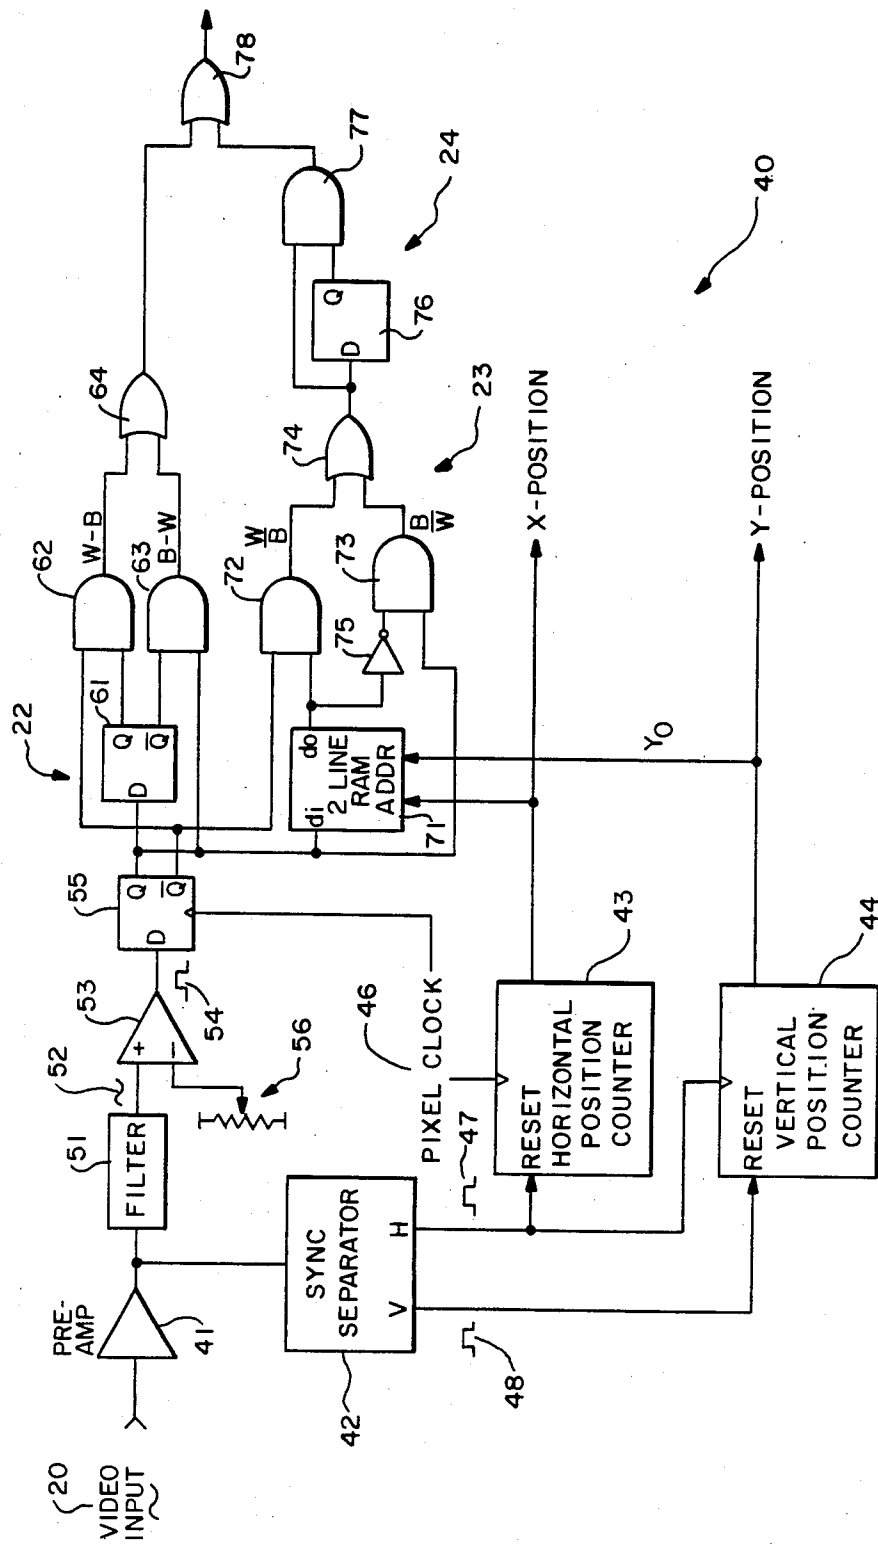 20
VIDEO
INPUT
PRE-
AMP
41
51
FILTER
52
53
+
−
54
56
55
D
Q
Q̅
22
61
D
Q
Q̅
62
W-B
63
B-W
64
78
42
SYNC
SEPARATOR
V
H
48
47
46
PIXEL CLOCK
71
di
do
2 LINE
RAM
ADDR
72
W/B
75
73
B/W
74
23
76
D
Q
24
77
RESET
HORIZONTAL
POSITION
COUNTER
43
X-POSITION
RESET
VERTICAL
POSITION
COUNTER
44
Y0
Y-POSITION
40